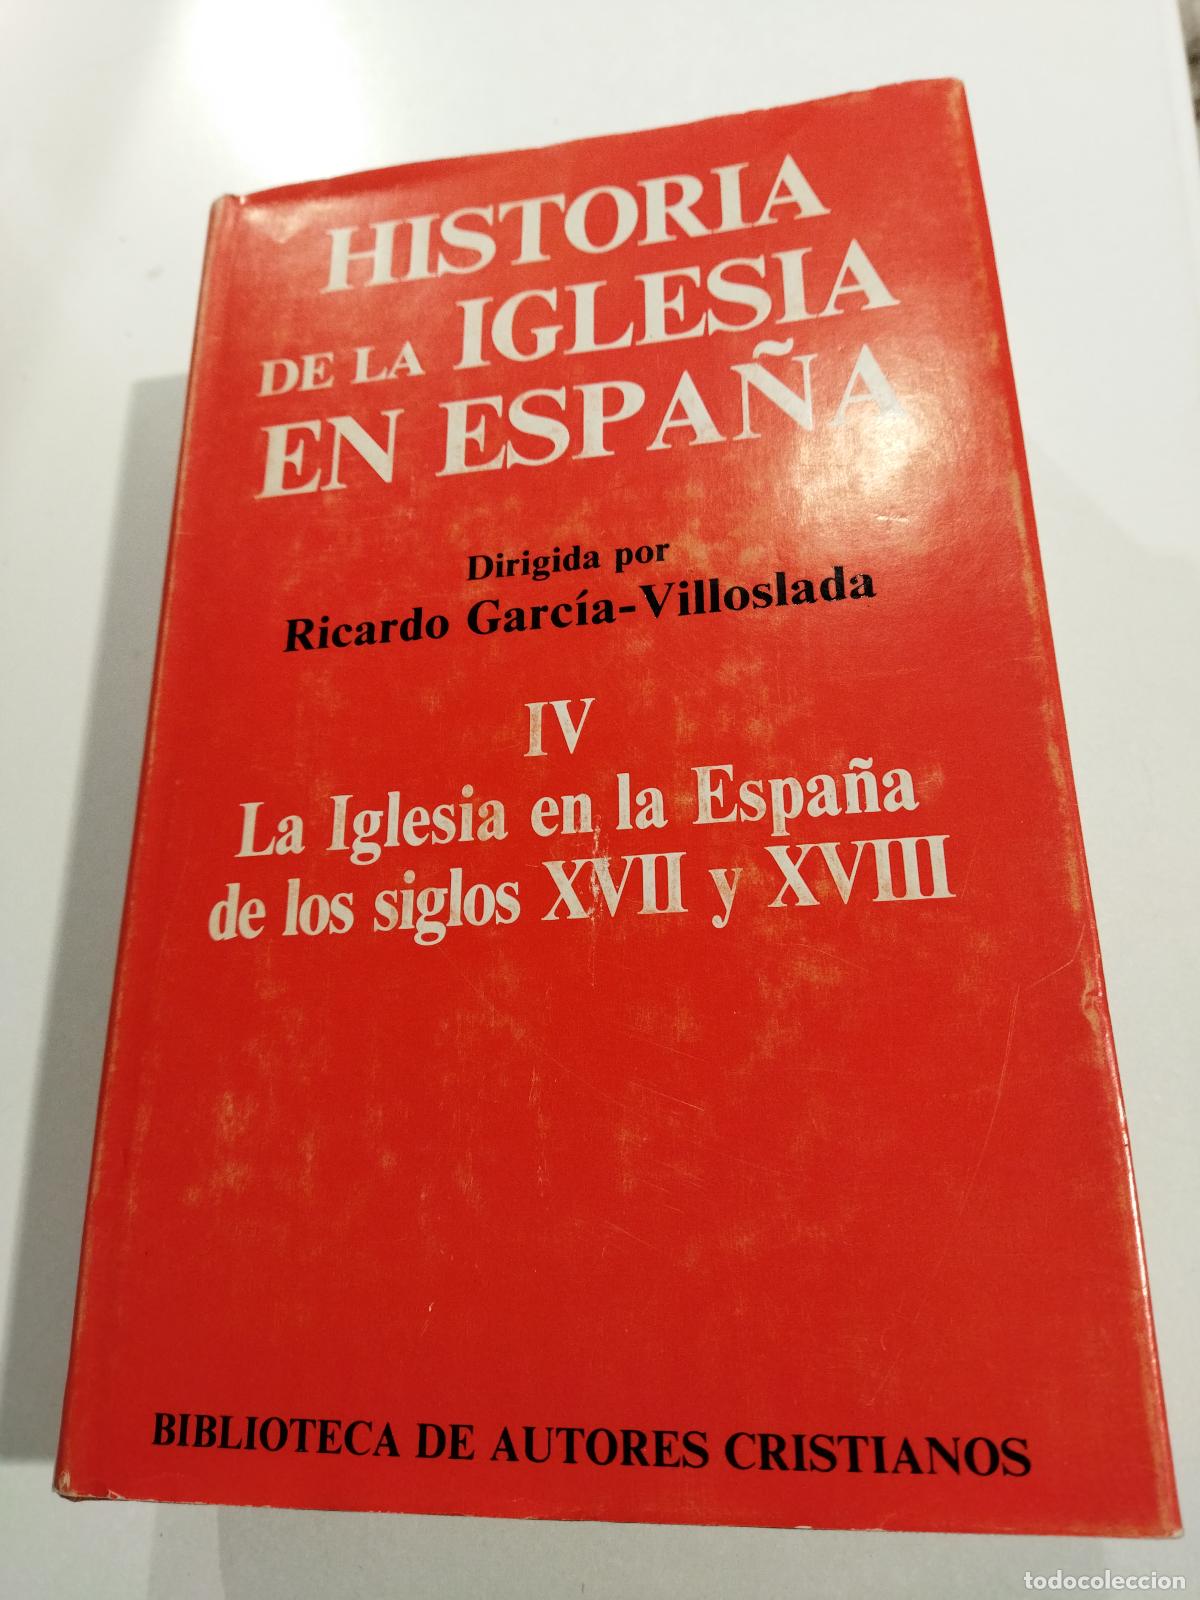 HISTORIA
DE LA IGLESIA
EN ESPAÑA
Dirigida por
Ricardo García-Villoslada
IV
La Iglesia en la España
de los siglos XVII y XVIII
BIBLIOTECA DE AUTORES CRISTIANOS
todocoleccion